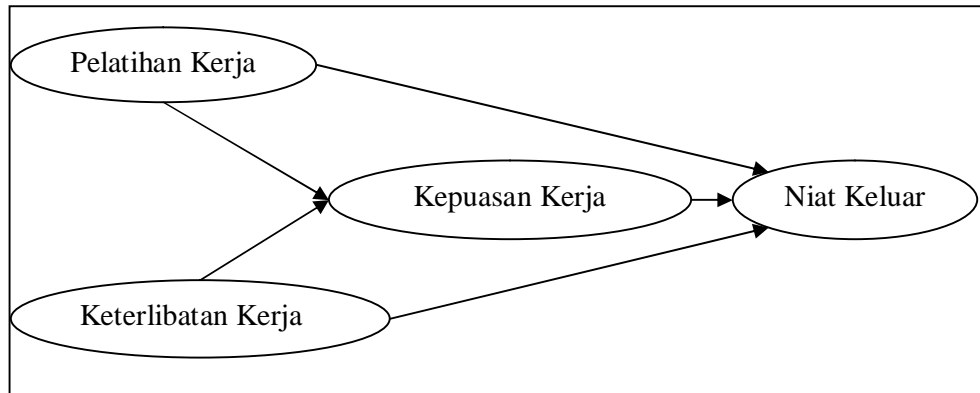 Pelatihan Kerja
Kepuasan Kerja
Niat Keluar
Keterlibatan Kerja